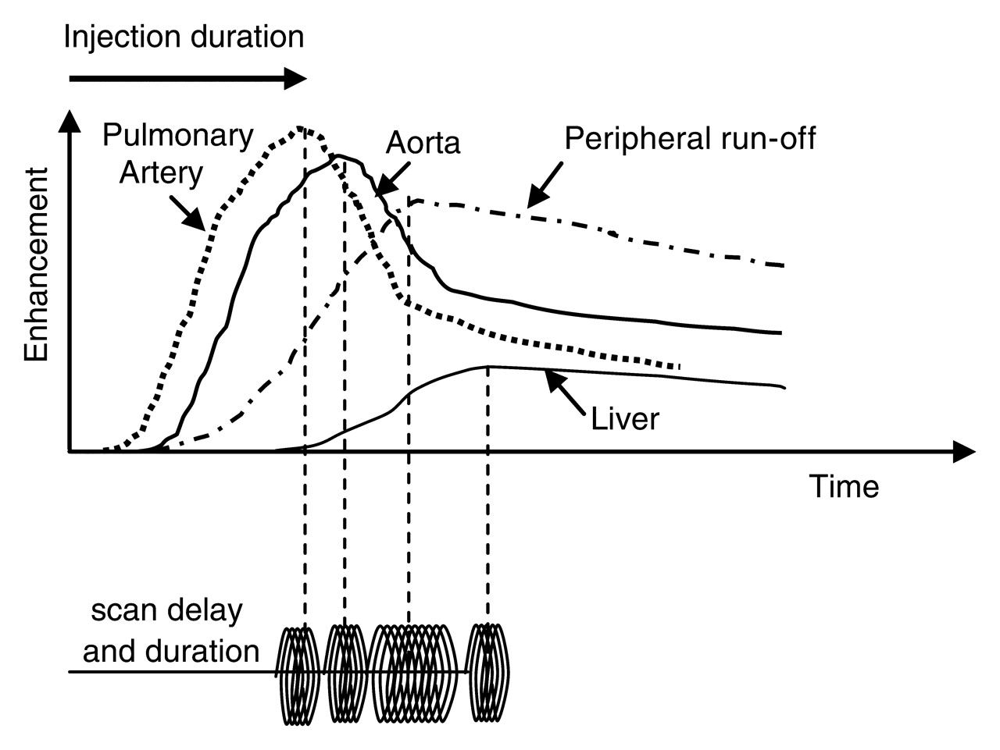 Injection duration
Pulmonary
Artery
Aorta
Peripheral run-off
Enhancement
Liver
Time
scan delay
and duration